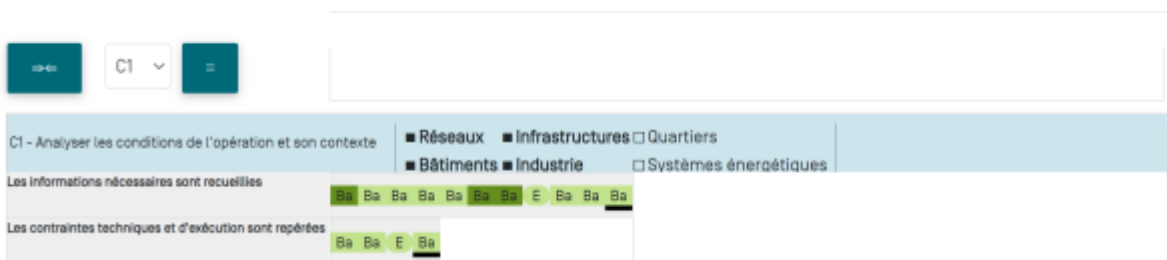 C1
=
C1 - Analyser les conditions de l'opération et son contexte
■ Réseaux ■ Infrastructures □ Quartiers
■ Bâtiments ■ Industrie □ Systèmes énergétiques
Les informations nécessaires sont recueillies
Ba Ba Ba Ba Ba Ba Ba E Ba Ba Ba
Les contraintes techniques et d'exécution sont repérées
Ba Ba E Ba